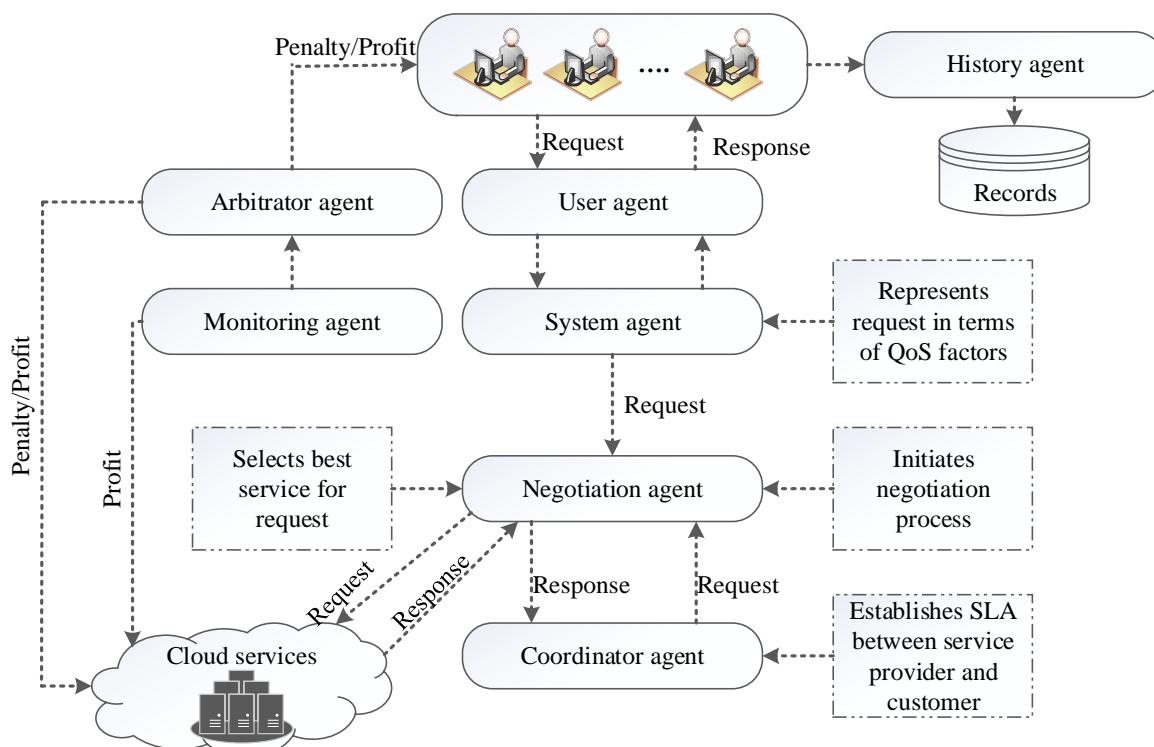 Penalty/Profit
....
History agent
Request
Response
Records
Arbitrator agent
User agent
Monitoring agent
System agent
Represents
request in terms
of QoS factors
Penalty/Profit
Profit
Request
Selects best
service for
request
Negotiation agent
Initiates
negotiation
process
Request
Response
Response
Request
Cloud services
Coordinator agent
Establishes SLA
between service
provider and
customer